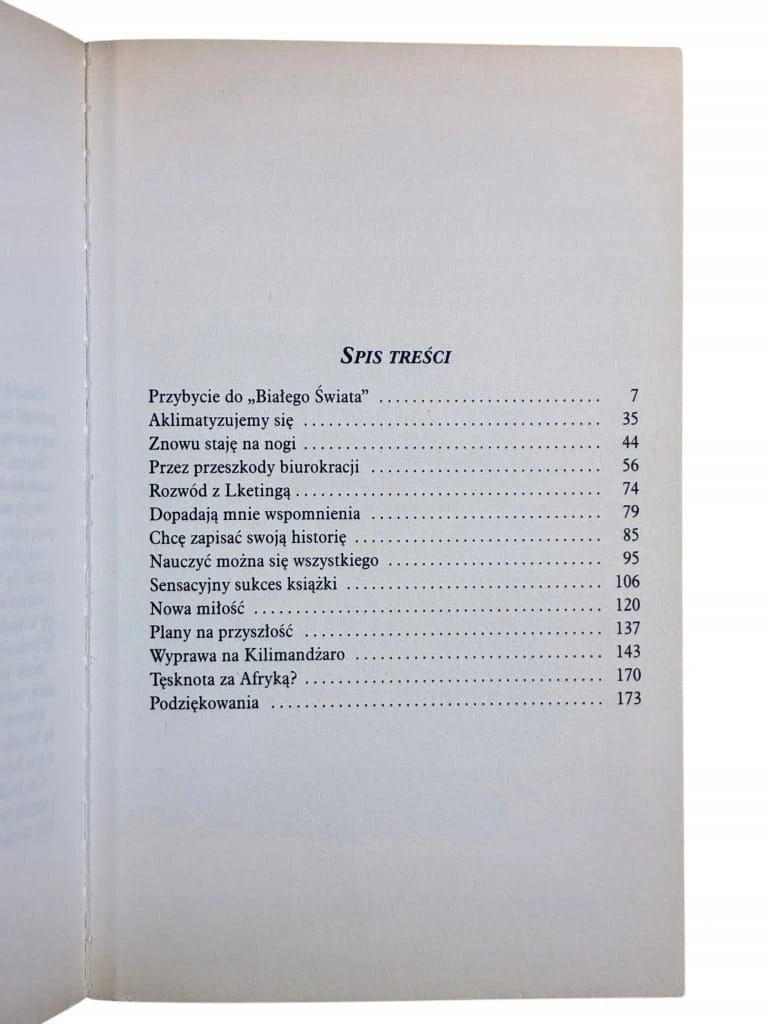 SPIS TREŚCI
Przybycie do „Białego Świata” ........................... 7
Aklimatyzujemy się ........................... 35
Znowu staję na nogi ........................... 44
Przez przeszkody biurokracji ........................... 56
Rozwód z Lketingą ........................... 74
Dopadają mnie wspomnienia ........................... 79
Chcę zapisać swoją historię ........................... 85
Nauczyć można się wszystkiego ........................... 95
Sensacyjny sukces książki ........................... 106
Nowa miłość ........................... 120
Plany na przyszłość ........................... 137
Wyprawa na Kilimandżaro ........................... 143
Tęsknota za Afryką? ........................... 170
Podziękowania ........................... 173